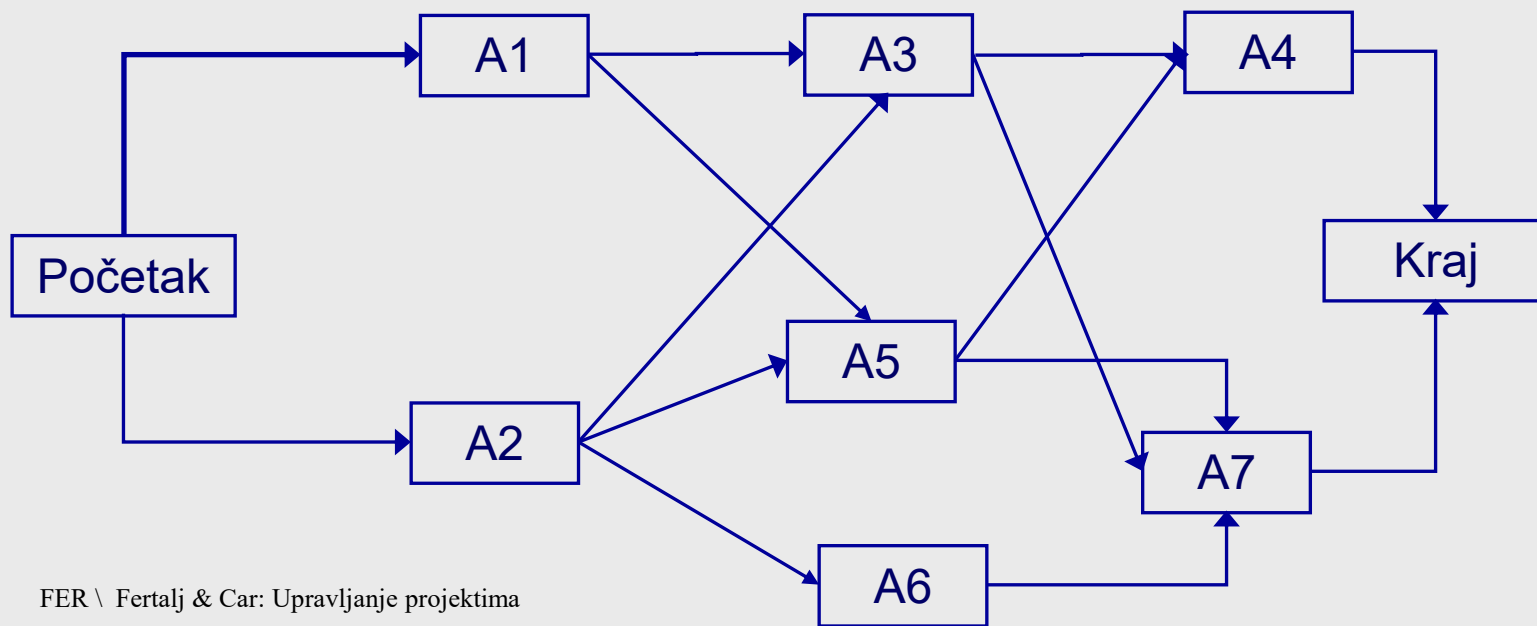 A1
A3
A4
Početak
Kraj
A5
A2
A7
A6
FER \ Fertalj & Car: Upravljanje projektima